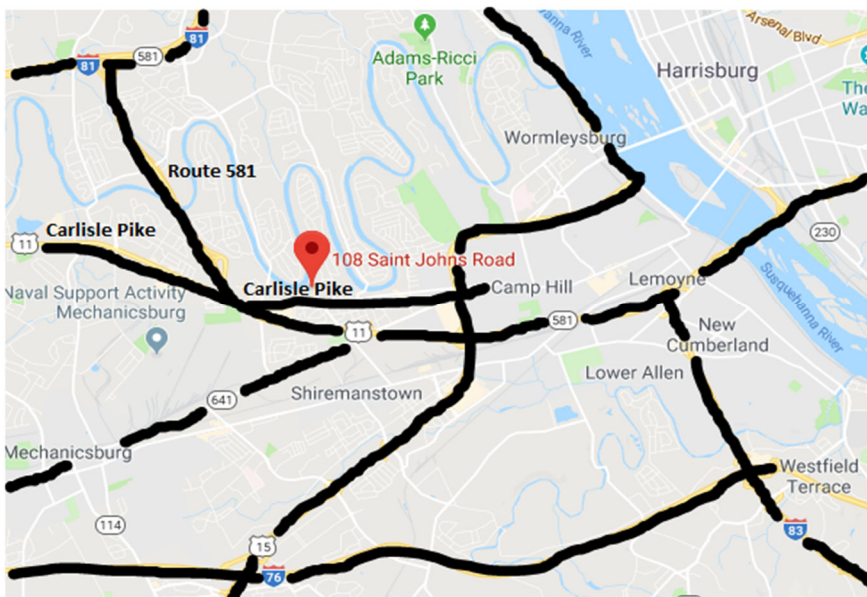 81
581
81
Adams-Ricci
Park
Harrisburg
Arsenal Blvd
The
Wa
Wormleysburg
Route 581
11
Carlisle Pike
230
108 Saint Johns Road
Carlisle Pike
Camp Hill
Lemoyne
Susquehanna River
Naval Support Activity
Mechanicsburg
11
581
New
Cumberland
Lower Allen
641
Shiremanstown
Mechanicsburg
Westfield
Terrace
114
15
76
83